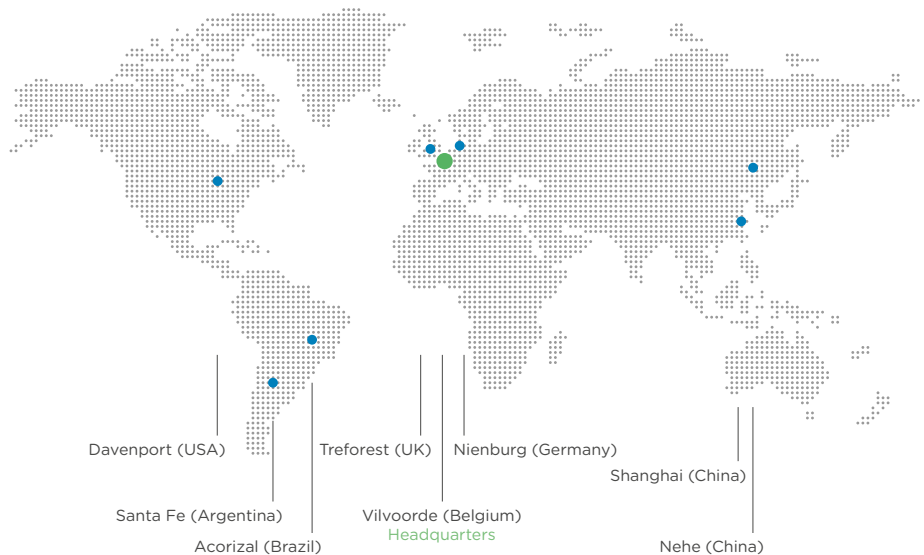 Davenport (USA)
Treforest (UK)
Nienburg (Germany)
Shanghai (China)
Santa Fe (Argentina)
Vilvoorde (Belgium)
Headquarters
Acorizal (Brazil)
Nehe (China)